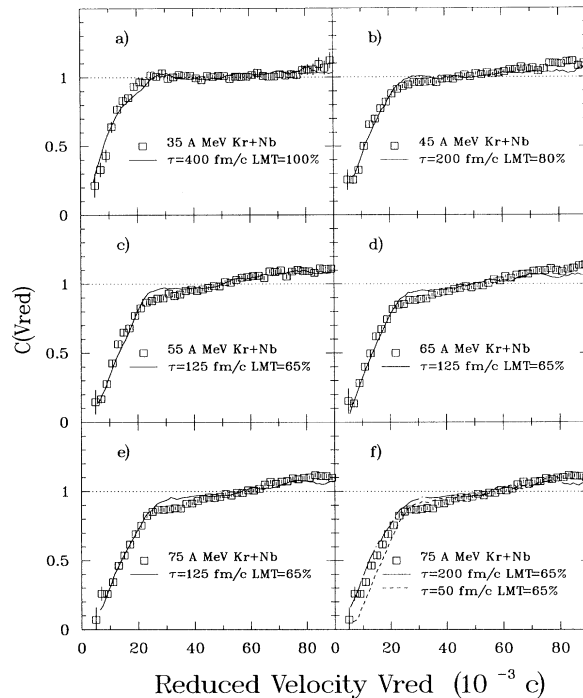 a)
b)
1
0.5
0
35 A MeV Kr+Nb
τ=400 fm/c LMT=100%
45 A MeV Kr+Nb
τ=200 fm/c LMT=80%
c)
d)
C(Vred)
1
0.5
0
55 A MeV Kr+Nb
τ=125 fm/c LMT=65%
65 A MeV Kr+Nb
τ=125 fm/c LMT=65%
e)
f)
1
0.5
0
75 A MeV Kr+Nb
τ=125 fm/c LMT=65%
75 A MeV Kr+Nb
τ=200 fm/c LMT=65%
τ=50 fm/c LMT=65%
0 20 40 60 80 0 20 40 60 80
Reduced Velocity Vred (10 ⁻³ c)